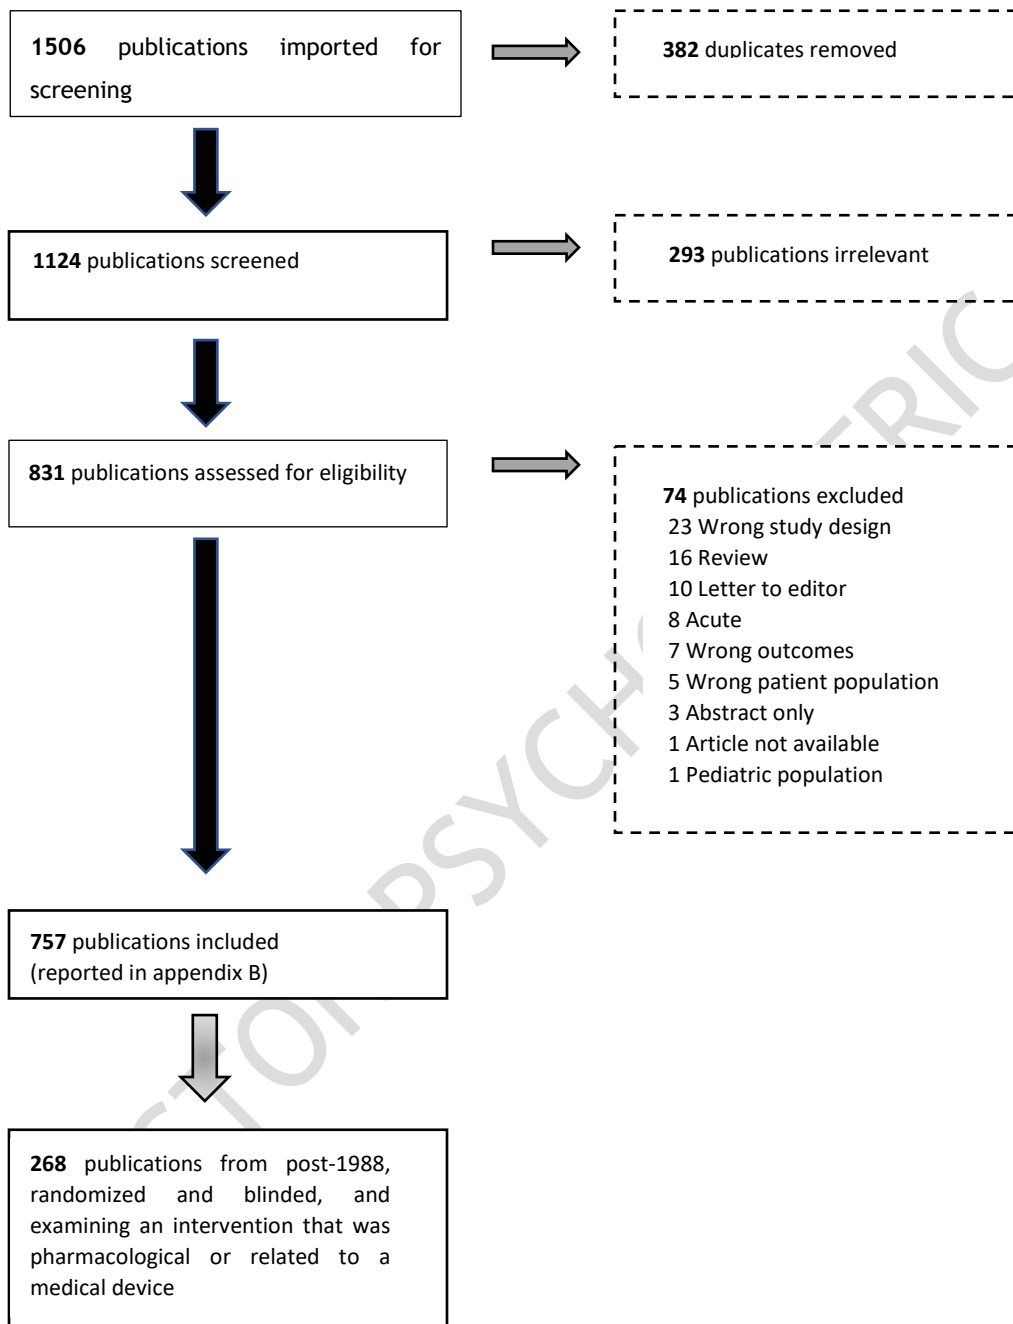 1506 publications imported for
screening
382 duplicates removed
1124 publications screened
293 publications irrelevant
831 publications assessed for eligibility
74 publications excluded
23 Wrong study design
16 Review
10 Letter to editor
8 Acute
7 Wrong outcomes
5 Wrong patient population
3 Abstract only
1 Article not available
1 Pediatric population
757 publications included
(reported in appendix B)
268 publications from post-1988,
randomized and blinded, and
examining an intervention that was
pharmacological or related to a
medical device